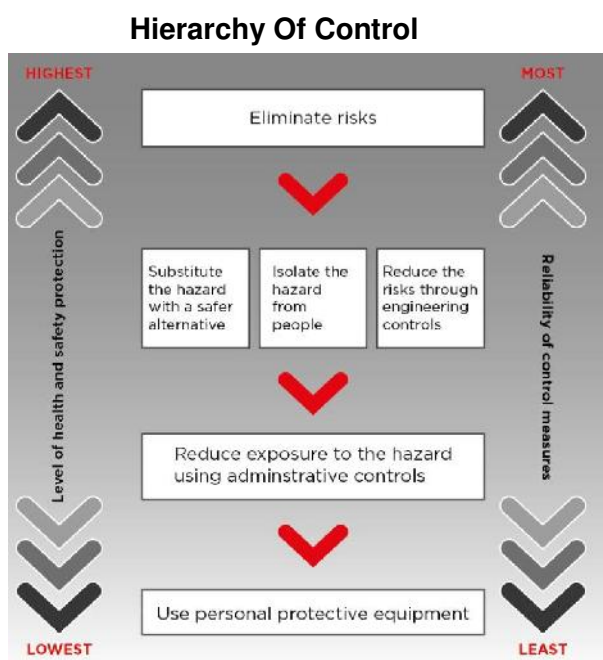 Hierarchy Of Control
HIGHEST
MOST
Eliminate risks
Substitute
the hazard
with a safer
alternative
Isolate the
hazard
from
people
Reduce the
risks through
engineering
controls
Level of health and safety protection
Reliability of control measures
Reduce exposure to the hazard
using adminstrative controls
Use personal protective equipment
LOWEST
LEAST